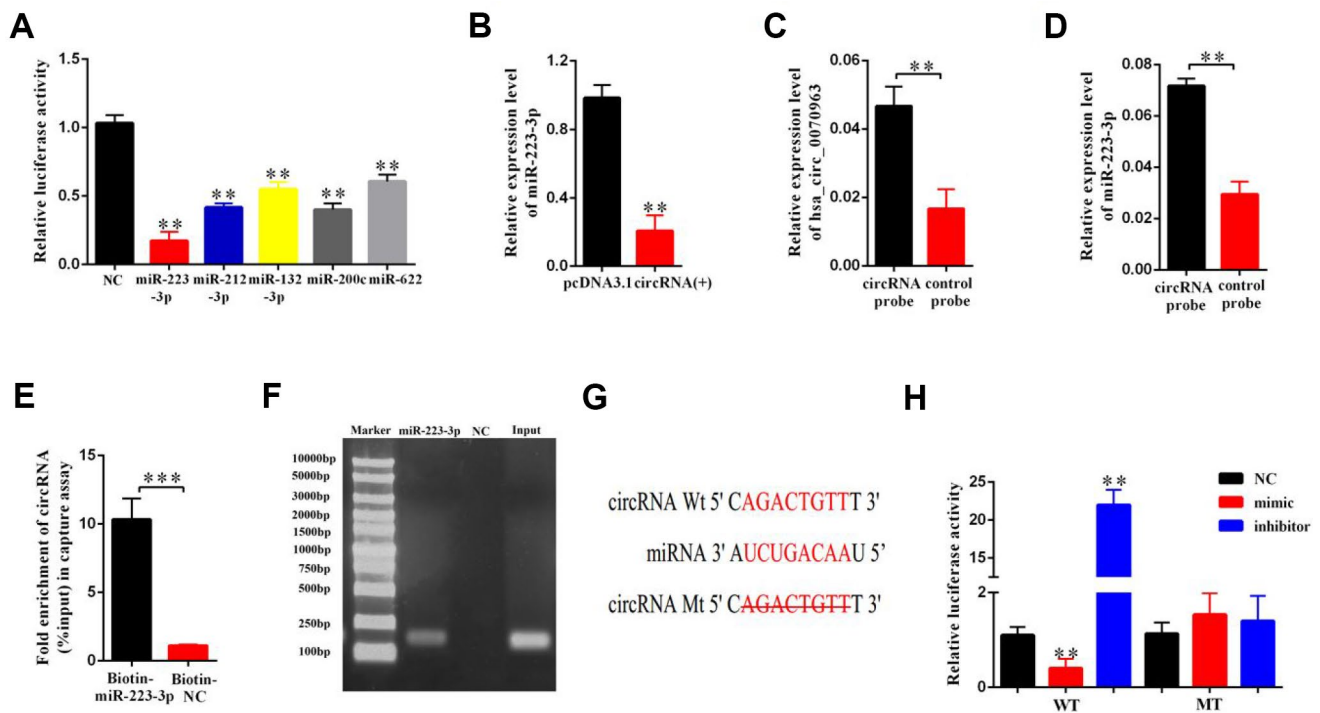 A
Relative luciferase activity
1.5
1.0
0.5
0.0
**
**
**
**
**
NC
miR-223
-3p
miR-212
-3p
miR-132
-3p
miR-200c
miR-622
B
Relative expression level
of miR-223-3p
1.2
0.8
0.4
0.0
**
pcDNA3.1
circRNA(+)
C
Relative expression level
of hsa_circ_0070963
0.06
0.04
0.02
0.00
**
circRNA
probe
control
probe
D
Relative expression level
of miR-223-3p
0.08
0.06
0.04
0.02
0.00
**
circRNA
probe
control
probe
E
Fold enrichment of circRNA
(%input) in capture assay
15
10
5
0
***
Biotin-
miR-223-3p
Biotin-
NC
F
Marker miR-223-3p NC Input
10000bp
5000bp
3000bp
2000bp
1500bp
1000bp
750bp
500bp
250bp
100bp
G
circRNA Wt 5' CAGACTGTTT 3'
miRNA 3' AUCUGACAAU 5'
circRNA Mt 5' CAGACTGTTT 3'
H
Relative luciferase activity
25
20
15
2
0
**
**
WT
MT
NC
mimic
inhibitor